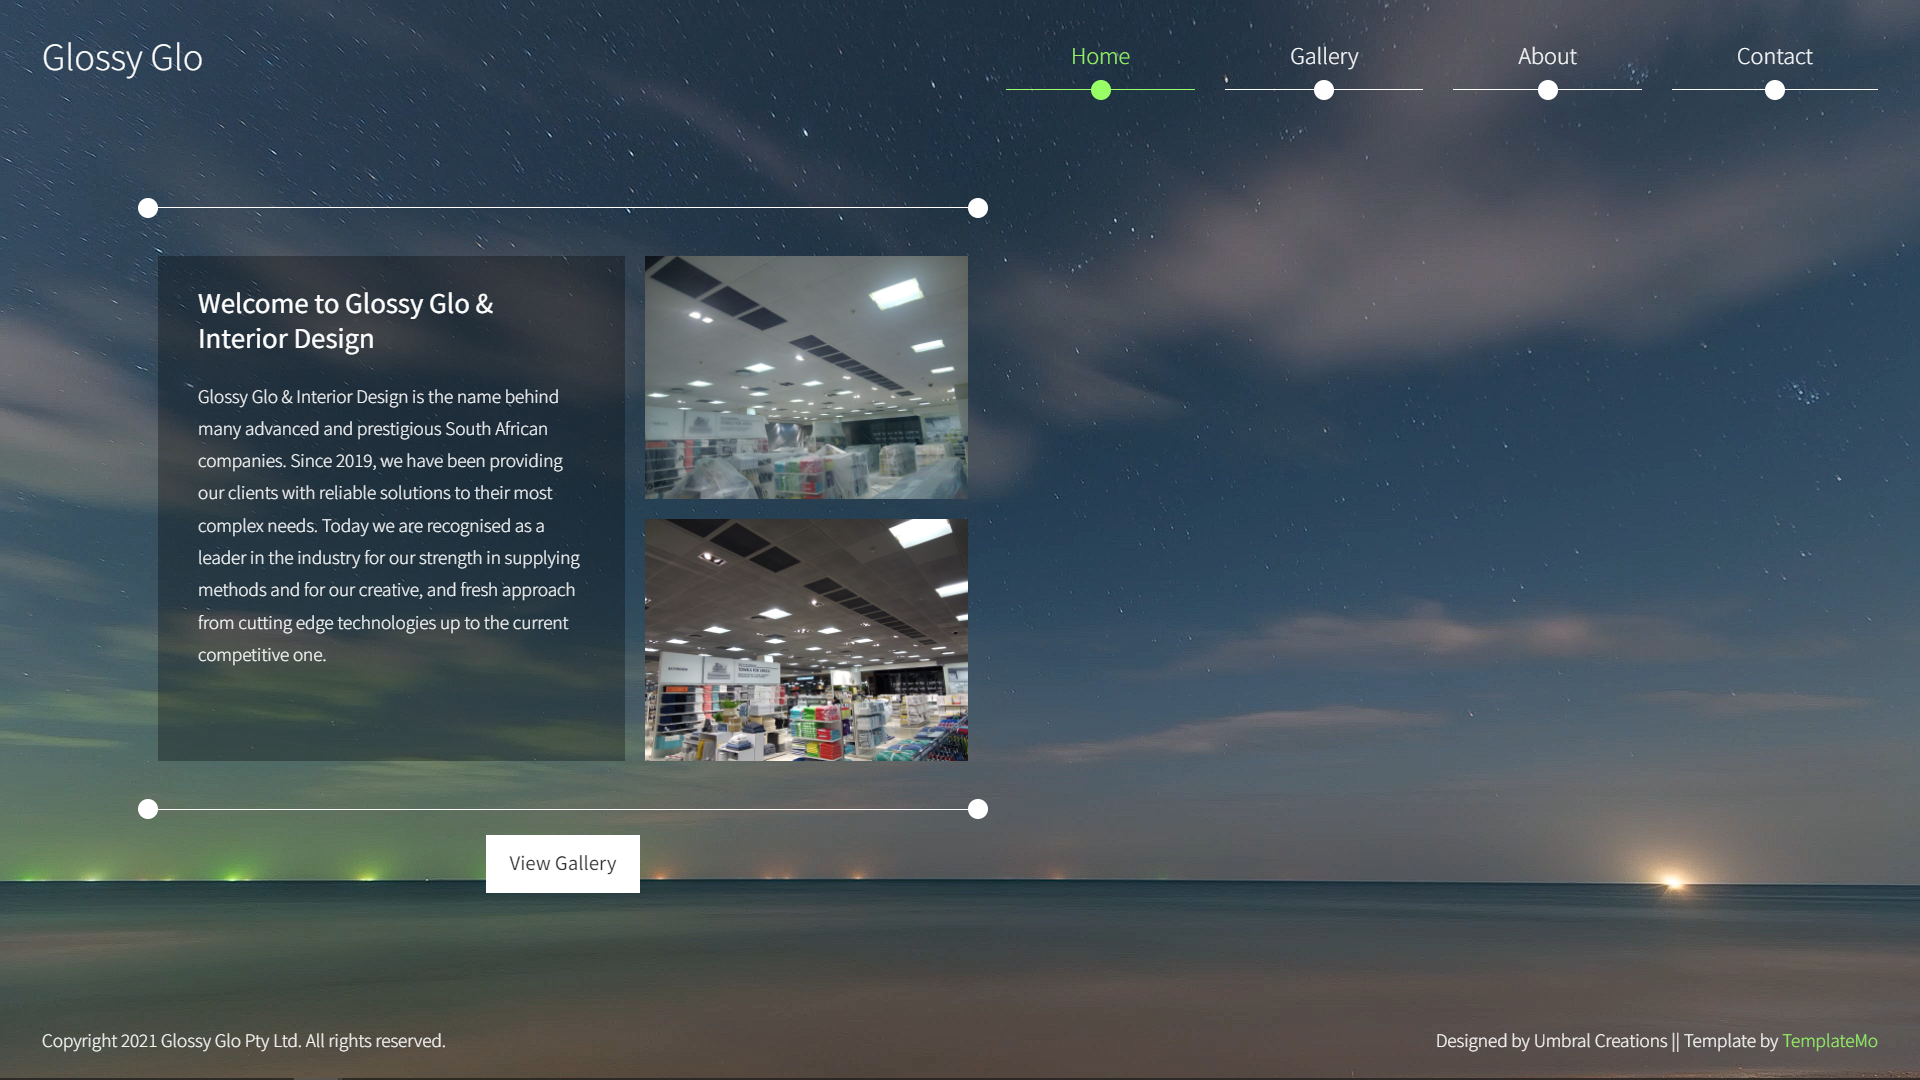 Glossy Glo
Home
Gallery
About
Contact
Welcome to Glossy Glo &
Interior Design
Glossy Glo & Interior Design is the name behind
many advanced and prestigious South African
companies. Since 2019, we have been providing
our clients with reliable solutions to their most
complex needs. Today we are recognised as a
leader in the industry for our strength in supplying
methods and for our creative, and fresh approach
from cutting edge technologies up to the current
competitive one.
View Gallery
Copyright 2021 Glossy Glo Pty Ltd. All rights reserved.
Designed by Umbral Creations || Template by TemplateMo